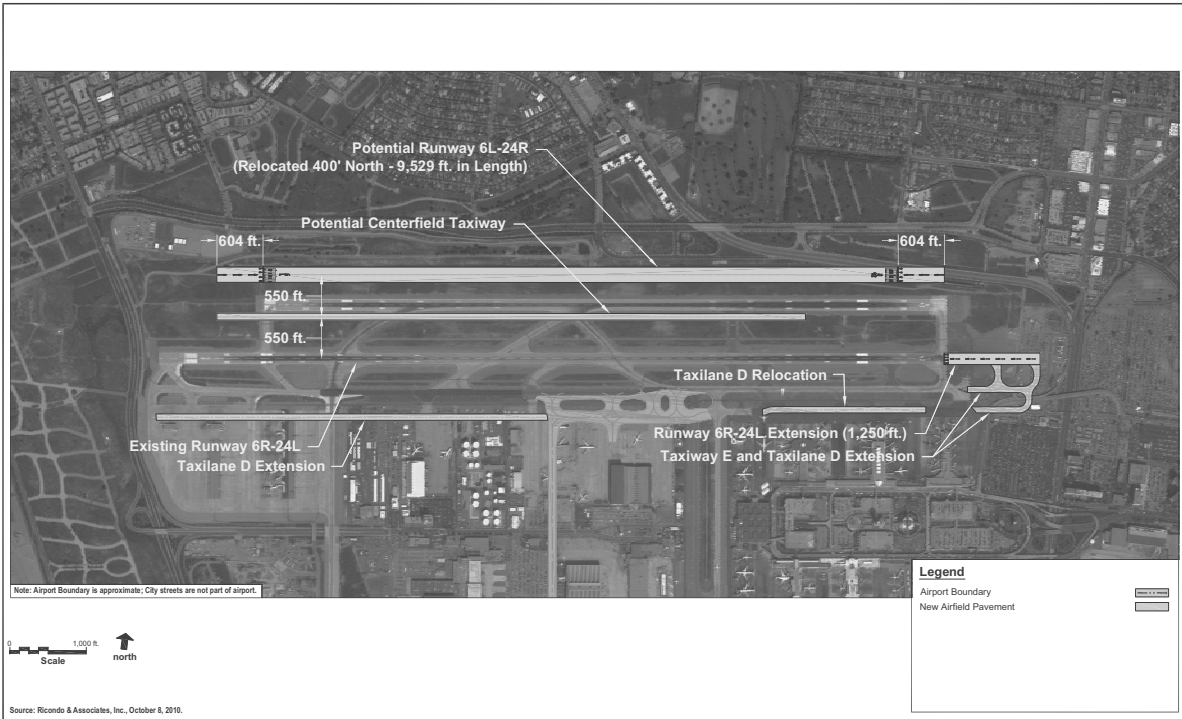 Potential Runway 6L-24R
(Relocated 400' North - 9,529 ft. in Length)
Potential Centerfield Taxiway
604 ft.
604 ft.
550 ft.
550 ft.
Taxilane D Relocation
Existing Runway 6R-24L
Taxilane D Extension
Runway 6R-24L Extension (1,250 ft.)
Taxiway E and Taxilane D Extension
Note: Airport Boundary is approximate; City streets are not part of airport.
Legend
Airport Boundary
New Airfield Pavement
0 1,000 ft.
Scale
north
Source: Ricondo & Associates, Inc., October 8, 2010.